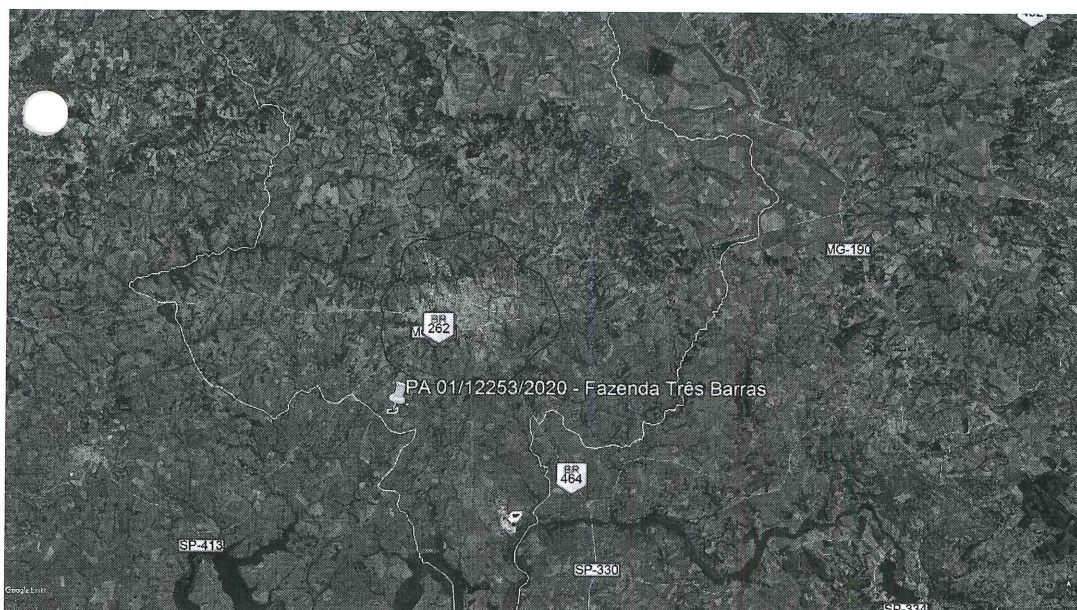 MG-190
BR
262
PA 01/12253/2020 - Fazenda Três Barras
BR
464
SP-413
SP-330
Google Earth